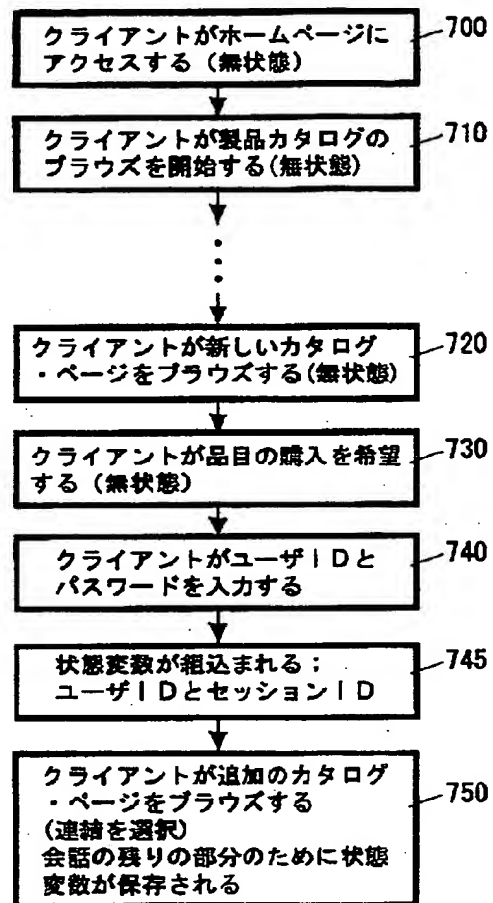 クライアントがホームページに
アクセスする（無状態）
700
クライアントが製品カタログの
ブラウズを開始する(無状態)
710
クライアントが新しいカタログ
・ページをブラウズする(無状態)
720
クライアントが品目の購入を希望
する（無状態）
730
クライアントがユーザＩＤと
パスワードを入力する
740
状態変数が組込まれる；
ユーザＩＤとセッションＩＤ
745
クライアントが追加のカタログ
・ページをブラウズする
(連結を選択)
会話の残りの部分のために状態
変数が保存される
750